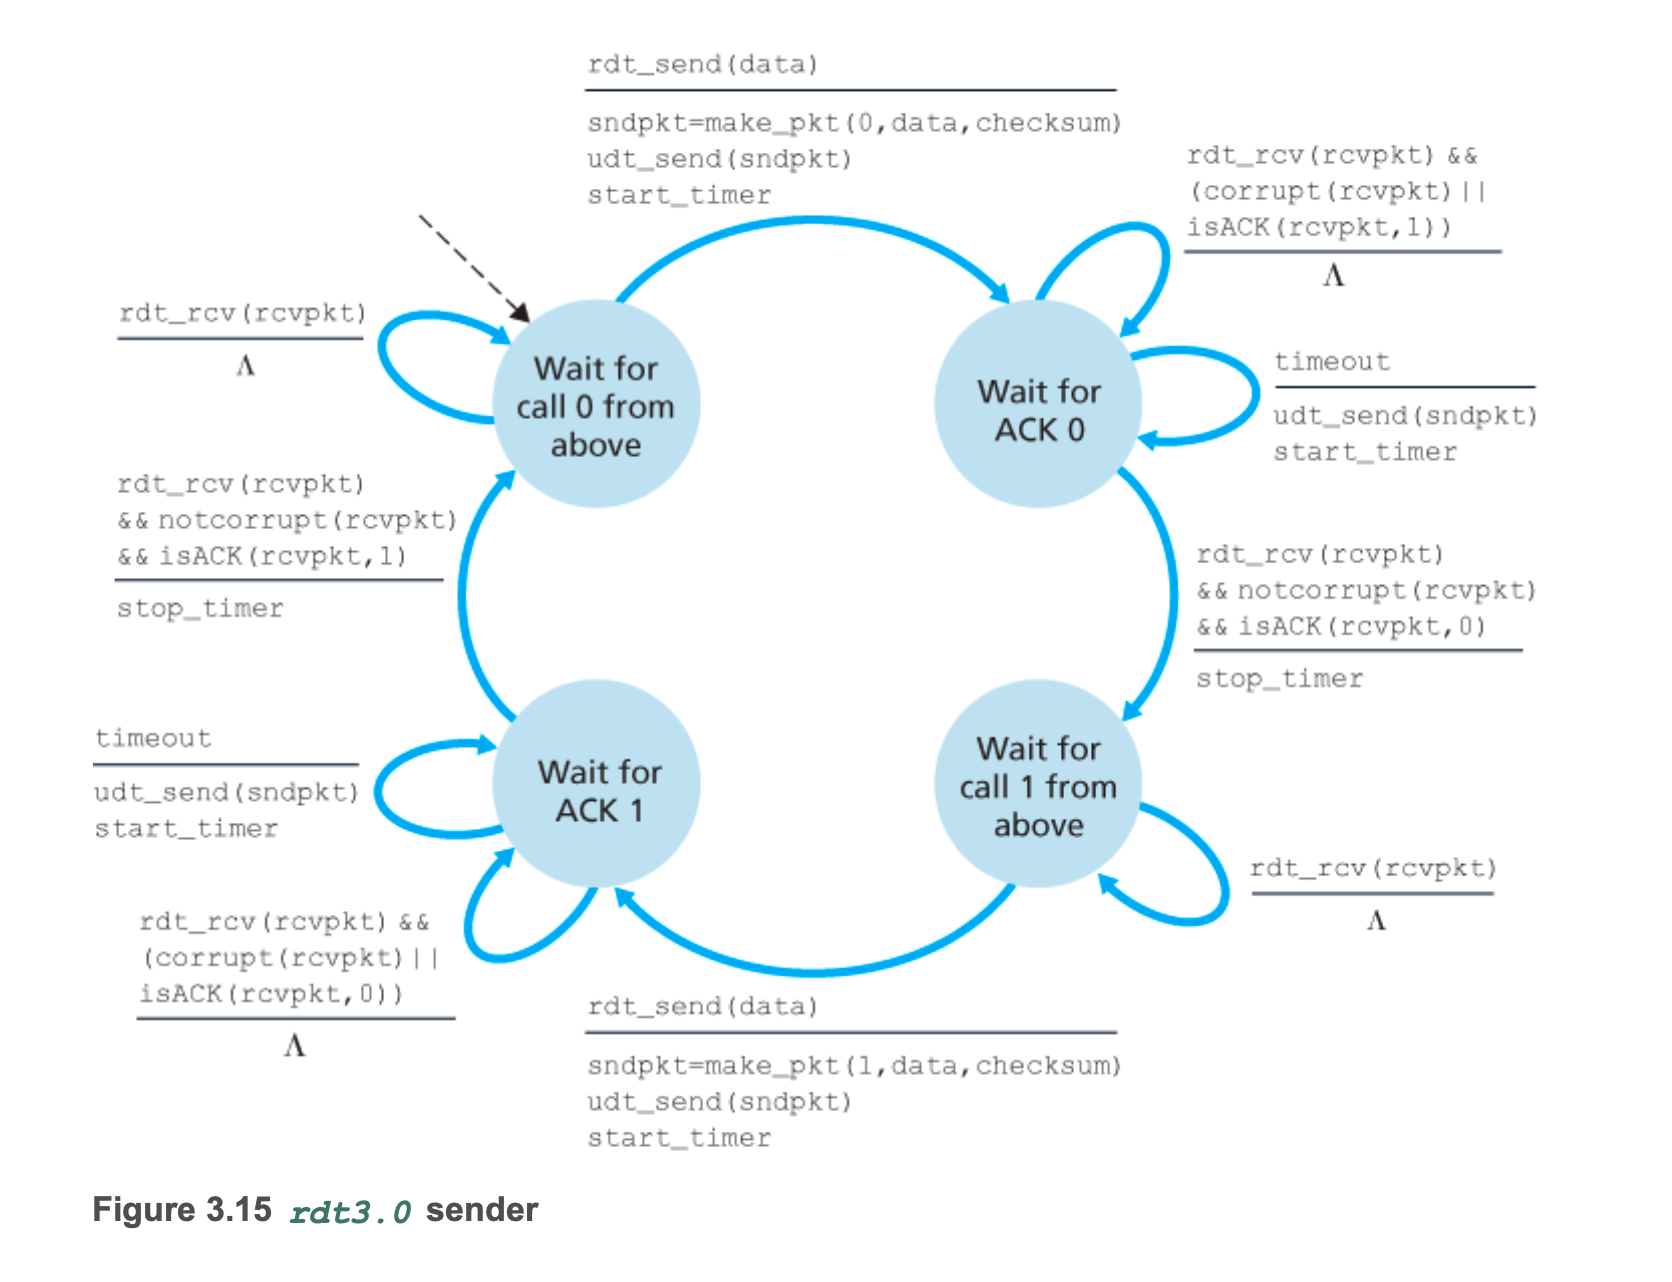 rdt_send(data)
sndpkt=make_pkt(0,data,checksum)
udt_send(sndpkt)
start_timer
rdt_rcv(rcvpkt) &&
(corrupt(rcvpkt)||
isACK(rcvpkt,1))
Λ
rdt_rcv(rcvpkt)
Λ
Wait for
call 0 from
above
Wait for
ACK 0
timeout
udt_send(sndpkt)
start_timer
rdt_rcv(rcvpkt)
&& notcorrupt(rcvpkt)
&& isACK(rcvpkt,1)
stop_timer
rdt_rcv(rcvpkt)
&& notcorrupt(rcvpkt)
&& isACK(rcvpkt,0)
stop_timer
timeout
udt_send(sndpkt)
start_timer
Wait for
ACK 1
Wait for
call 1 from
above
rdt_rcv(rcvpkt)
Λ
rdt_rcv(rcvpkt) &&
(corrupt(rcvpkt)||
isACK(rcvpkt,0))
Λ
rdt_send(data)
sndpkt=make_pkt(1,data,checksum)
udt_send(sndpkt)
start_timer
Figure 3.15 rdt3.0 sender